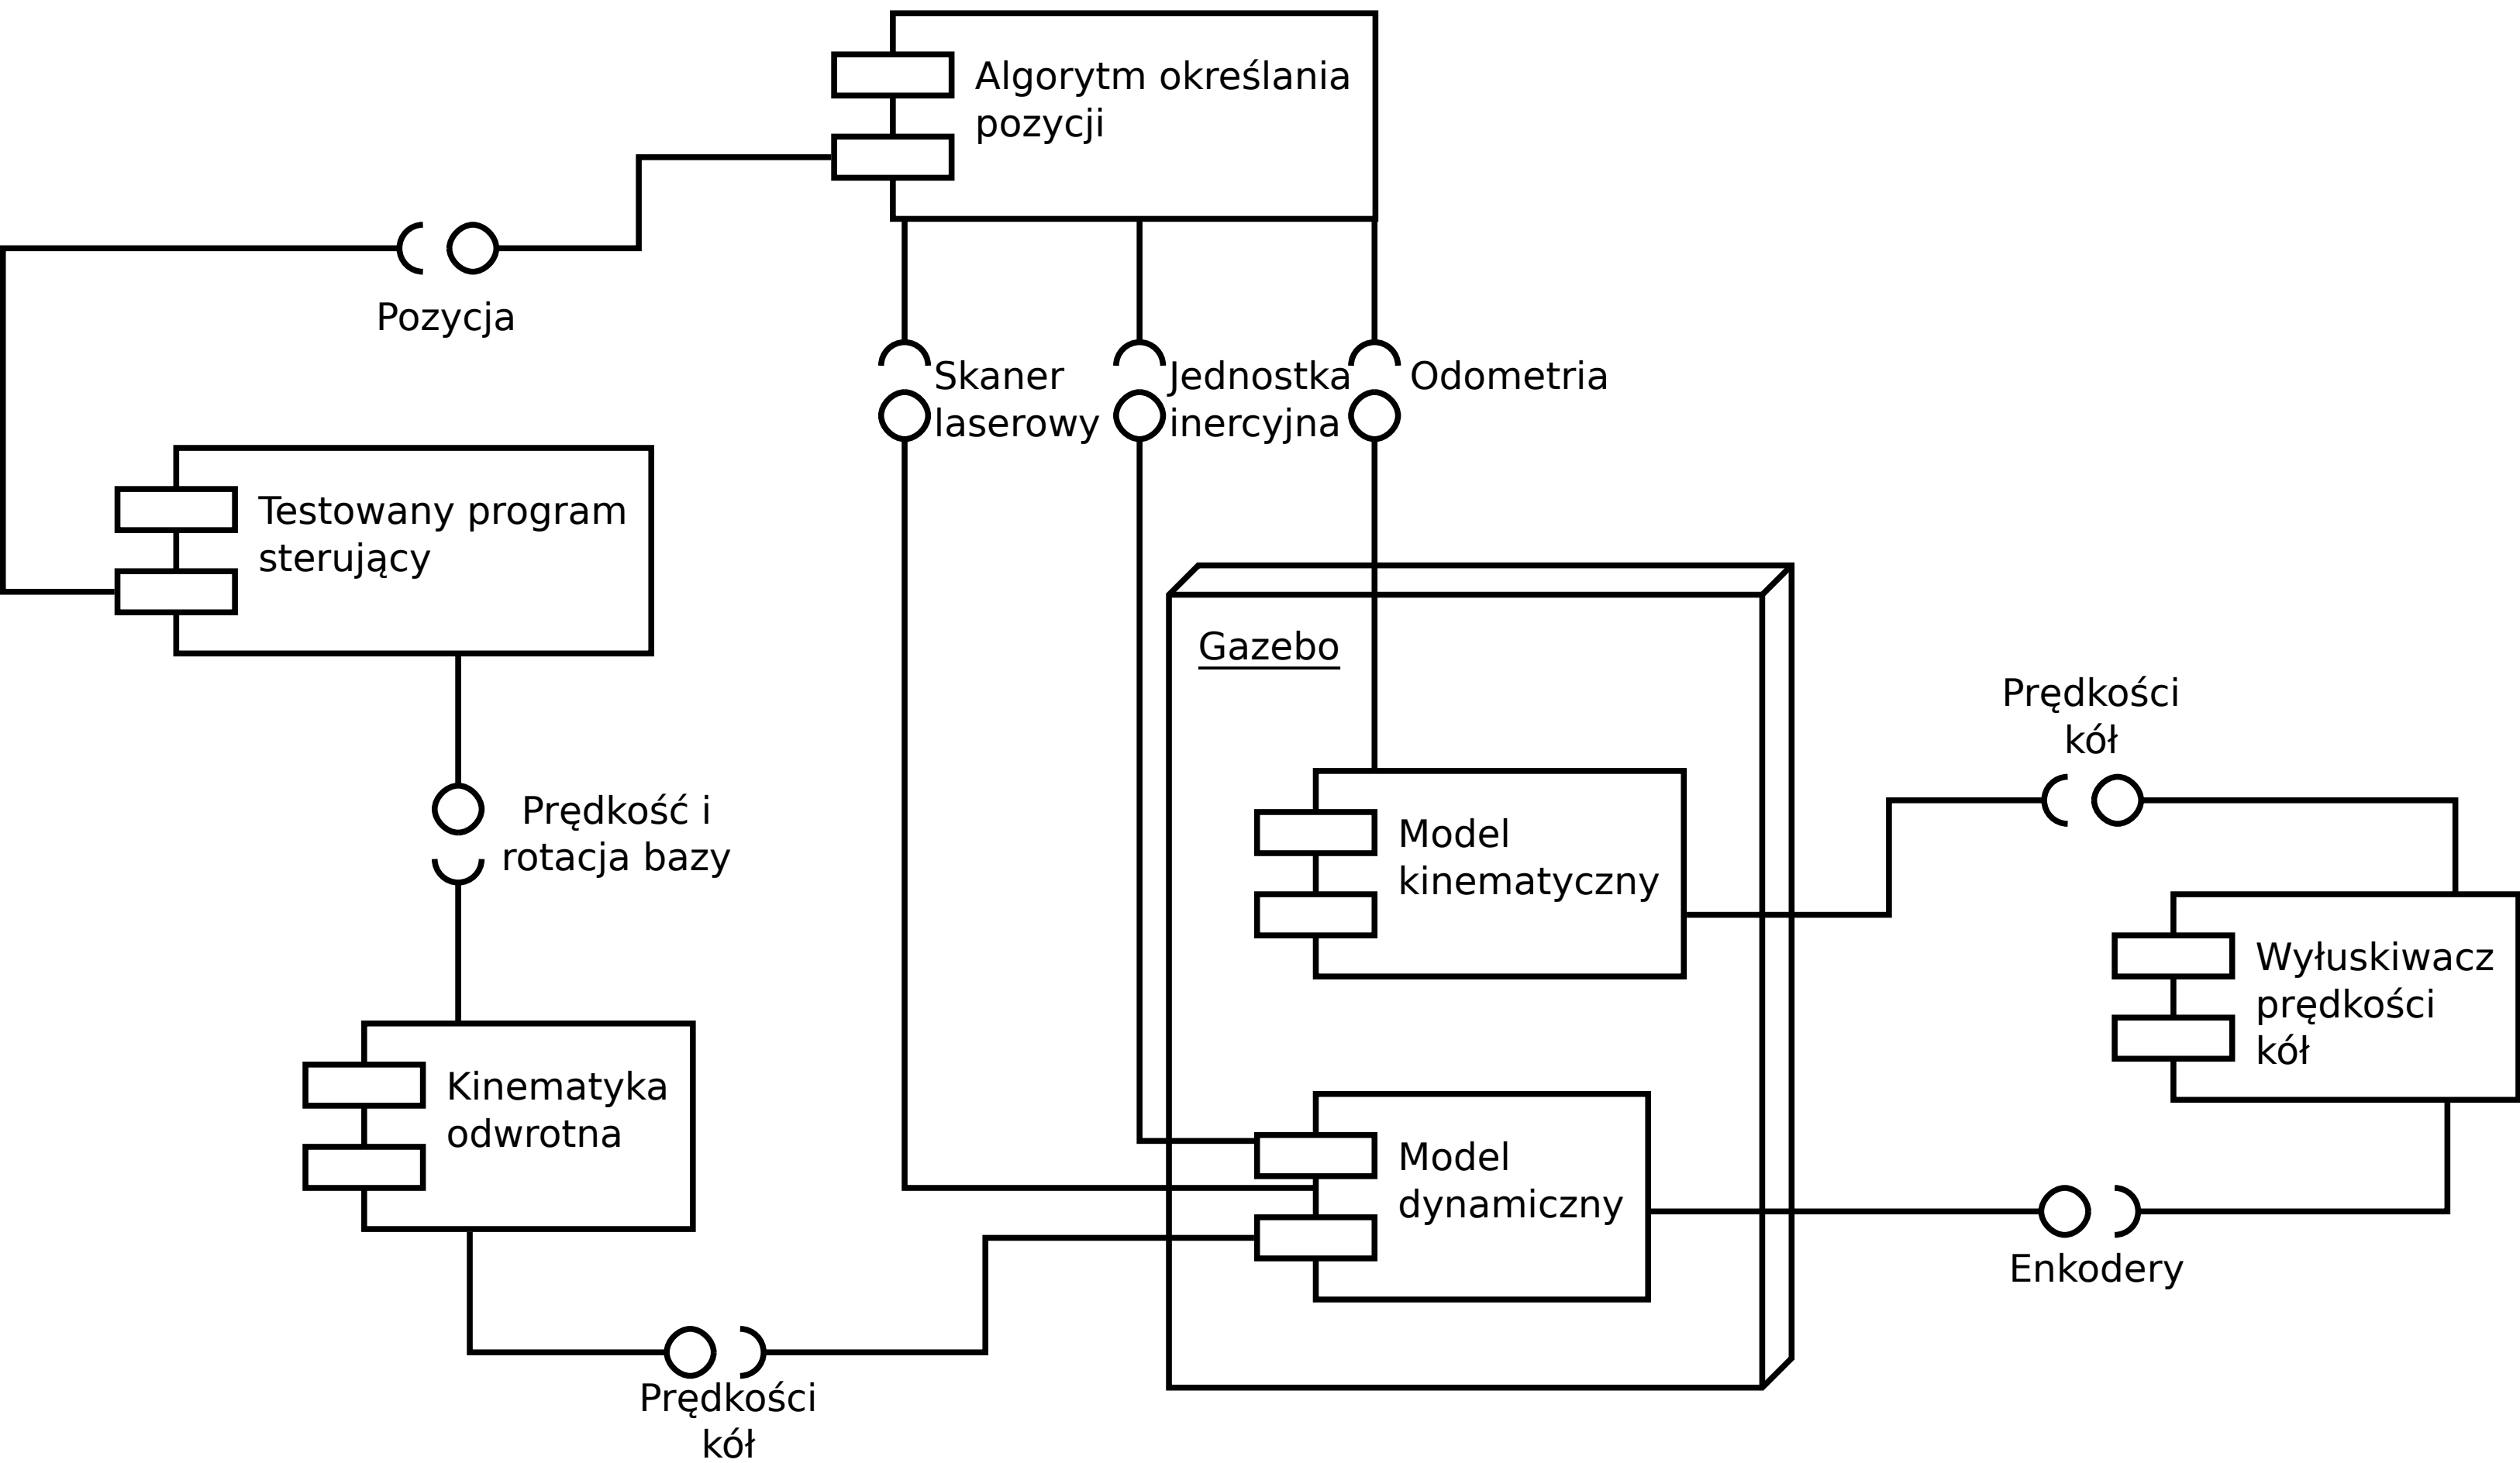 Algorytm określania
pozycji
Pozycja
Skaner
laserowy
Jednostka
inercyjna
Odometria
Testowany program
sterujący
Gazebo
Prędkości
kół
Prędkość i
rotacja bazy
Model
kinematyczny
Wyłuskiwacz
prędkości
kół
Kinematyka
odwrotna
Model
dynamiczny
Enkodery
Prędkości
kół